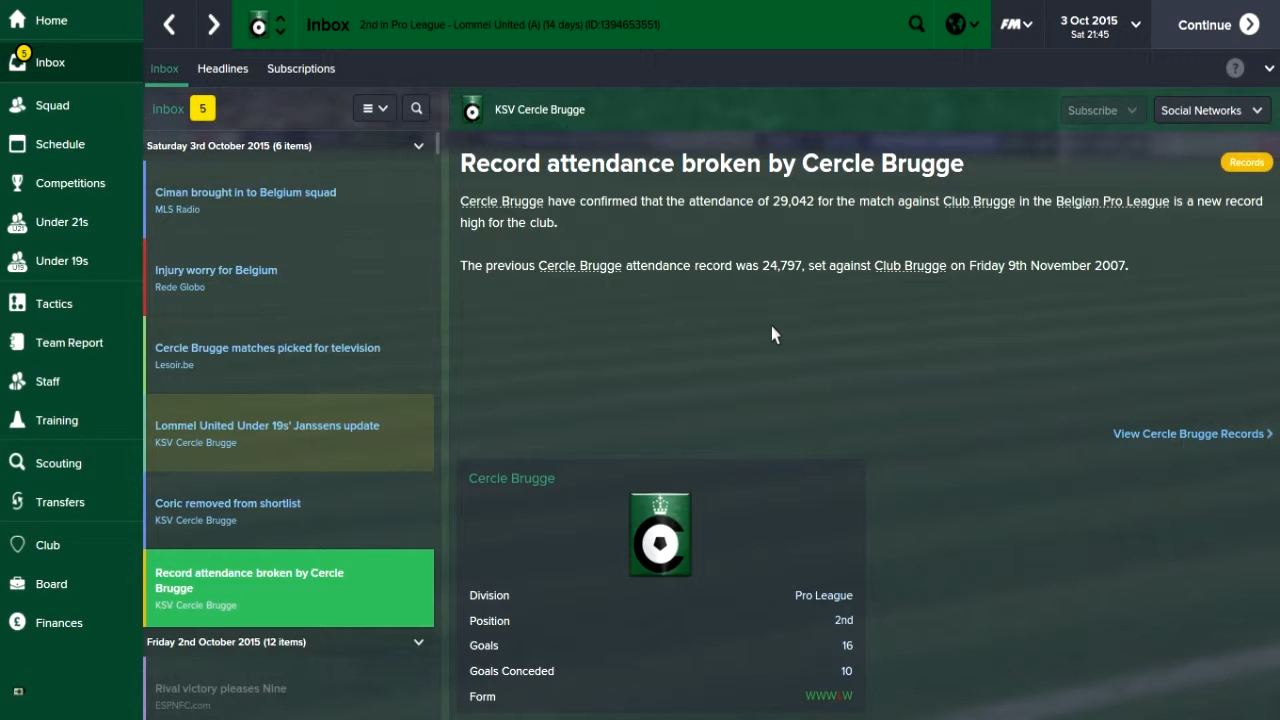 Home
5
Inbox
Squad
Schedule
Competitions
Under 21s
Under 19s
Tactics
Team Report
Staff
Training
Scouting
Transfers
Club
Board
Finances
Inbox 2nd in Pro League - Lommel United (A) (14 days) (ID:1394653551)
FM
3 Oct 2015
Sat 21:45
Continue
Inbox Headlines Subscriptions
?
Inbox 5
Saturday 3rd October 2015 (6 items)
Ciman brought in to Belgium squad
MLS Radio
Injury worry for Belgium
Rede Globo
Cercle Brugge matches picked for television
Lesoir.be
Lommel United Under 19s' Janssens update
KSV Cercle Brugge
Coric removed from shortlist
KSV Cercle Brugge
Record attendance broken by Cercle
Brugge
KSV Cercle Brugge
Friday 2nd October 2015 (12 items)
Rival victory pleases Nine
ESPNFC.com
KSV Cercle Brugge
Subscribe
Social Networks
Record attendance broken by Cercle Brugge
Records
Cercle Brugge have confirmed that the attendance of 29,042 for the match against Club Brugge in the Belgian Pro League is a new record
high for the club.
The previous Cercle Brugge attendance record was 24,797, set against Club Brugge on Friday 9th November 2007.
View Cercle Brugge Records >
Cercle Brugge
Division Pro League
Position 2nd
Goals 16
Goals Conceded 10
Form WWWLW